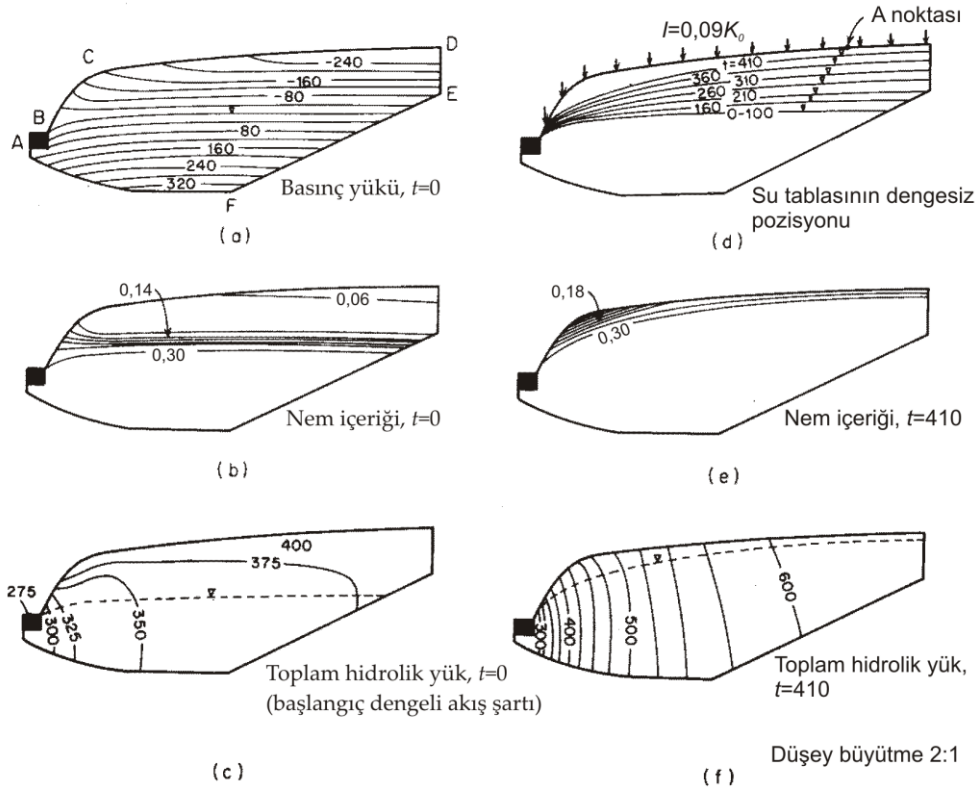 C
D
-240
-160
-80
B
E
A
80
160
240
320
F
Basınç yükü, t=0
(a)
I=0,09K₀
A noktası
t=410
360 310
260 210
160 0-100
Su tablasının dengesiz
pozisyonu
(d)
0,14
0,06
0,30
Nem içeriği, t=0
(b)
0,18
0,30
Nem içeriği, t=410
(e)
400
375
275
300
325
350
Toplam hidrolik yük, t=0
(başlangıç dengeli akış şartı)
(c)
300
400
500
600
Toplam hidrolik yük,
t=410
Düşey büyütme 2:1
(f)